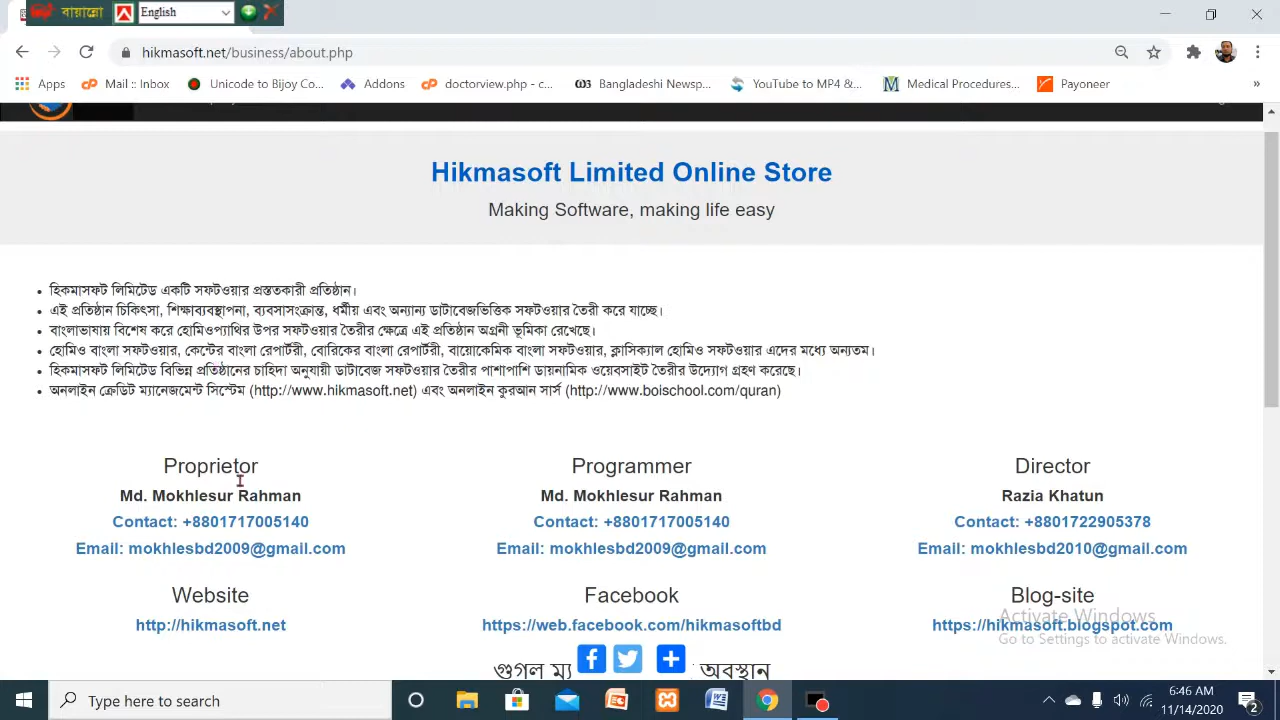 বায়ান্নো English
hikmasoft.net/business/about.php
Apps Mail :: Inbox Unicode to Bijoy Co... Addons doctorview.php - c... Bangladeshi Newsp... YouTube to MP4 &... Medical Procedures... Payoneer »
Hikmasoft Limited Online Store
Making Software, making life easy
• হিকমাসফট লিমিটেড একটি সফটওয়ার প্রস্ততকারী প্রতিষ্ঠান।
• এই প্রতিষ্ঠান চিকিৎসা, শিক্ষাব্যবস্থাপনা, ব্যবসাসংক্রান্ত, ধর্মীয় এবং অন্যান্য ডাটাবেজভিত্তিক সফটওয়ার তৈরী করে যাচ্ছে।
• বাংলাভাষায় বিশেষ করে হোমিওপ্যাথির উপর সফটওয়ার তৈরীর ক্ষেত্রে এই প্রতিষ্ঠান অগ্রনী ভূমিকা রেখেছে।
• হোমিও বাংলা সফটওয়ার, কেন্টের বাংলা রেপার্টরী, বোরিকের বাংলা রেপার্টরী, বায়োকেমিক বাংলা সফটওয়ার, ক্লাসিক্যাল হোমিও সফটওয়ার এদের মধ্যে অন্যতম।
• হিকমাসফট লিমিটেড বিভিন্ন প্রতিষ্ঠানের চাহিদা অনুযায়ী ডাটাবেজ সফটওয়ার তৈরীর পাশাপাশি ডায়নামিক ওয়েবসাইট তৈরীর উদ্যোগ গ্রহণ করেছে।
• অনলাইন ক্রেডিট ম্যানেজমেন্ট সিস্টেম (http://www.hikmasoft.net) এবং অনলাইন কুরআন সার্স (http://www.boischool.com/quran)
Proprietor Programmer Director
Md. Mokhlesur Rahman Md. Mokhlesur Rahman Razia Khatun
Contact: +8801717005140 Contact: +8801717005140 Contact: +8801722905378
Email: mokhlesbd2009@gmail.com Email: mokhlesbd2009@gmail.com Email: mokhlesbd2010@gmail.com
Website Facebook Blog-site
http://hikmasoft.net https://web.facebook.com/hikmasoftbd https://hikmasoft.blogspot.com
Activate Windows
Go to Settings to activate Windows.
গুগল অবস্থান
Type here to search
6:46 AM
11/14/2020
2